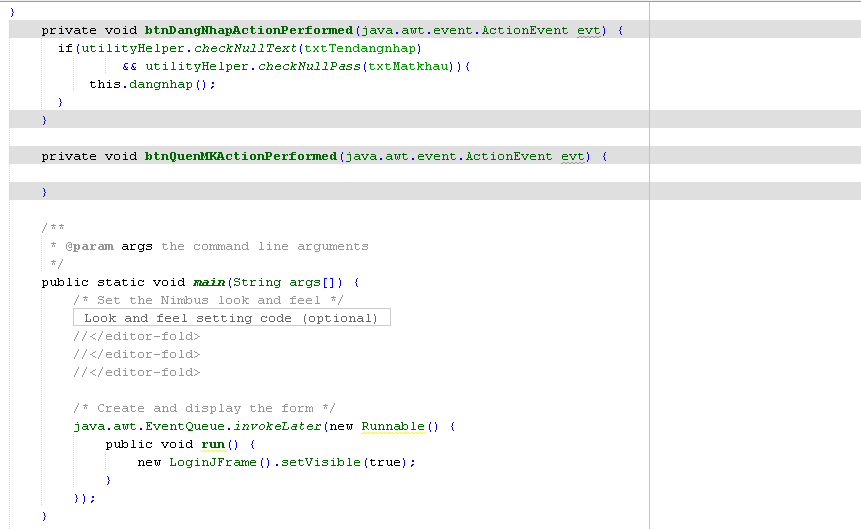 }
private void btnDangNhapActionPerformed(java.awt.event.ActionEvent evt) {
if(utilityHelper.checkNullText(txtTendangnhap)
&& utilityHelper.checkNullPass(txtMatkhau)){
this.dangnhap();
}
}
private void btnQuenMKActionPerformed(java.awt.event.ActionEvent evt) {
}
/**
* @param args the command line arguments
*/
public static void main(String args[]) {
/* Set the Nimbus look and feel */
Look and feel setting code (optional)
//</editor-fold>
//</editor-fold>
//</editor-fold>
/* Create and display the form */
java.awt.EventQueue.invokeLater(new Runnable() {
public void run() {
new LoginJFrame().setVisible(true);
}
});
}